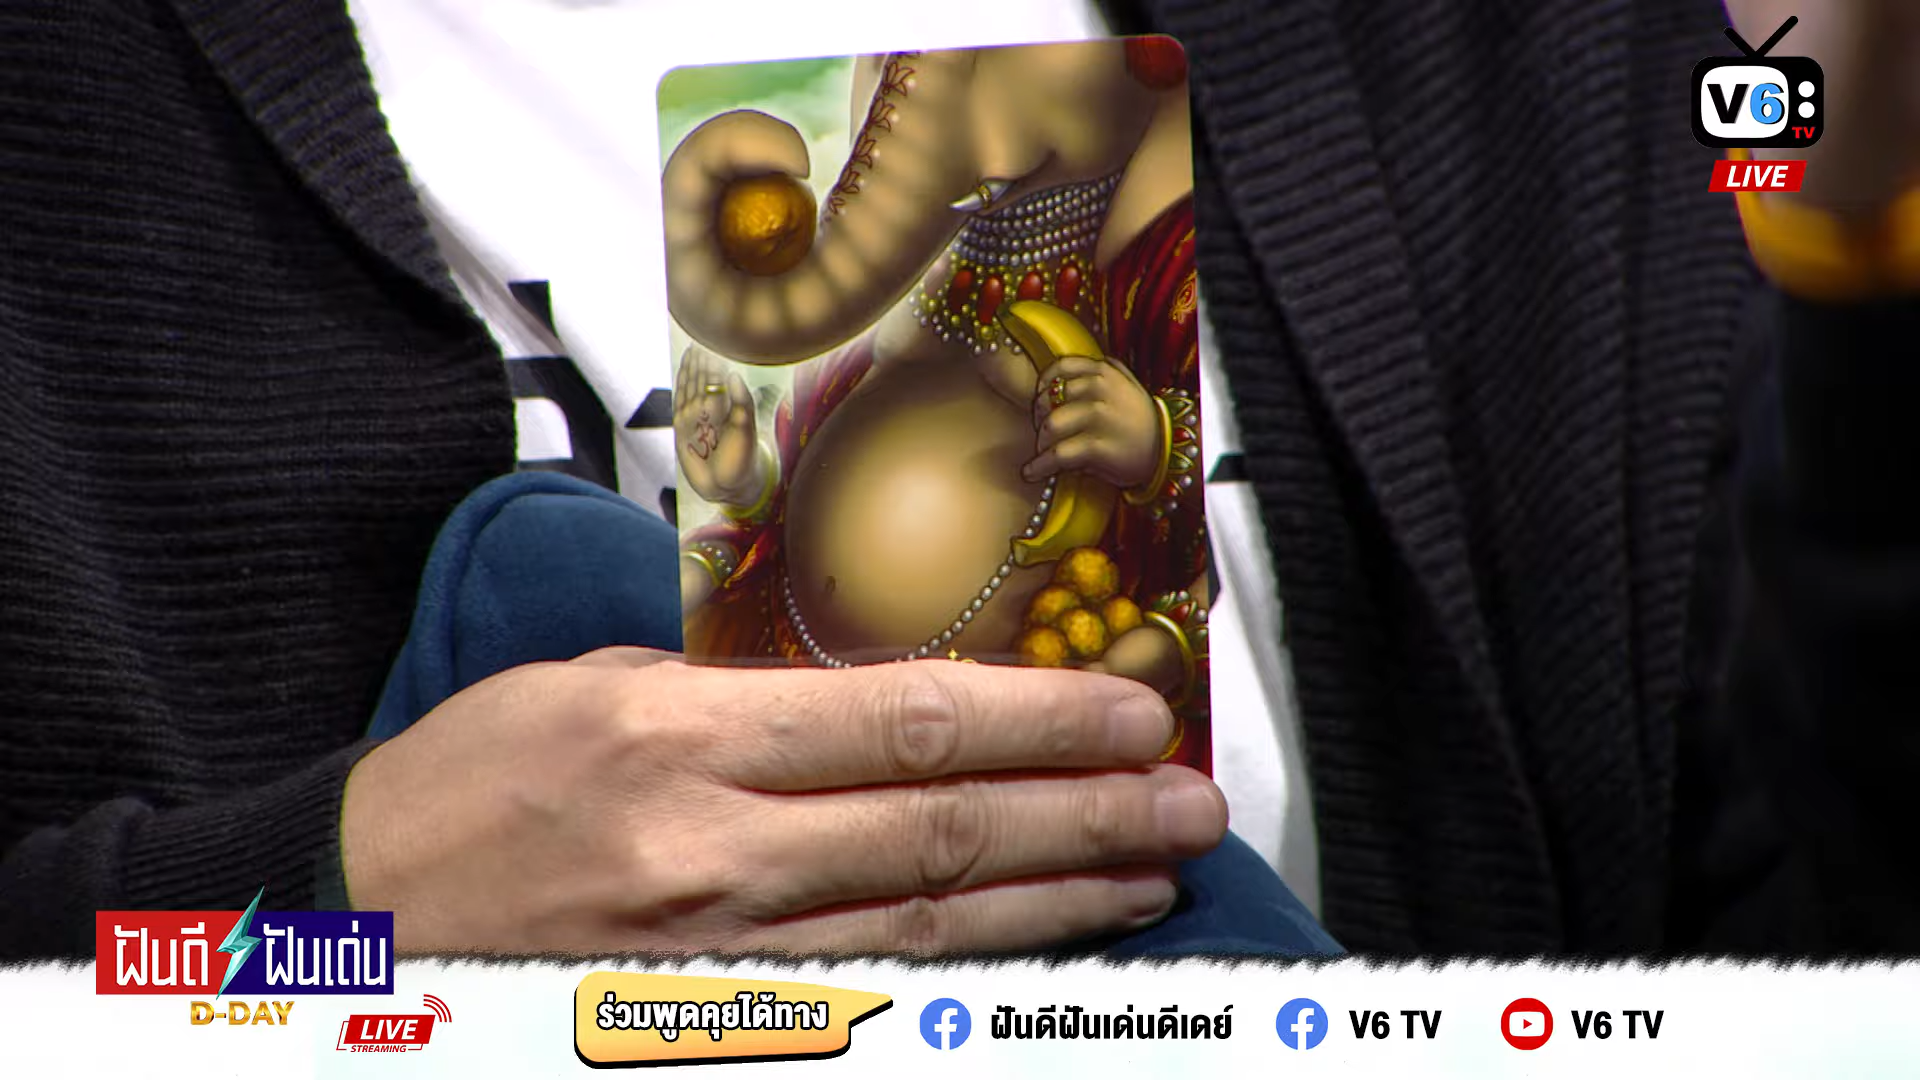 V6
TV
LIVE
ॐ
ฝันดี ฝันเด่น
D-DAY
LIVE
STREAMING
ร่วมพูดคุยได้ทาง
ฝันดีฝันเด่นดีเดย์
V6 TV
V6 TV